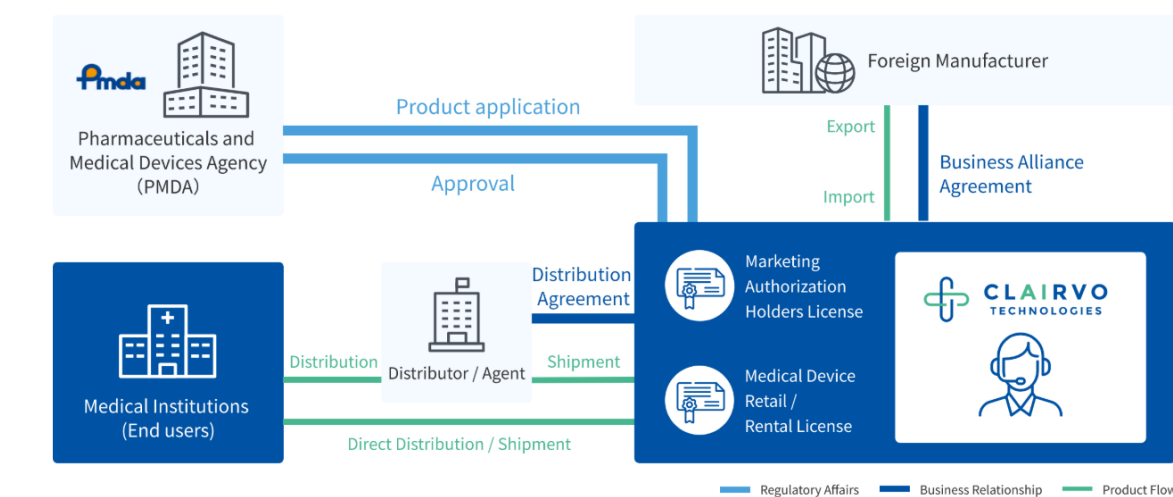 Pmda
Pharmaceuticals and
Medical Devices Agency
(PMDA)
Product application
Approval
Foreign Manufacturer
Export
Import
Business Alliance
Agreement
Medical Institutions
(End users)
Distribution
Distributor / Agent
Distribution
Agreement
Shipment
Direct Distribution / Shipment
Marketing
Authorization
Holders License
Medical Device
Retail /
Rental License
CLAIRVO
TECHNOLOGIES
Regulatory Affairs
Business Relationship
Product Flow